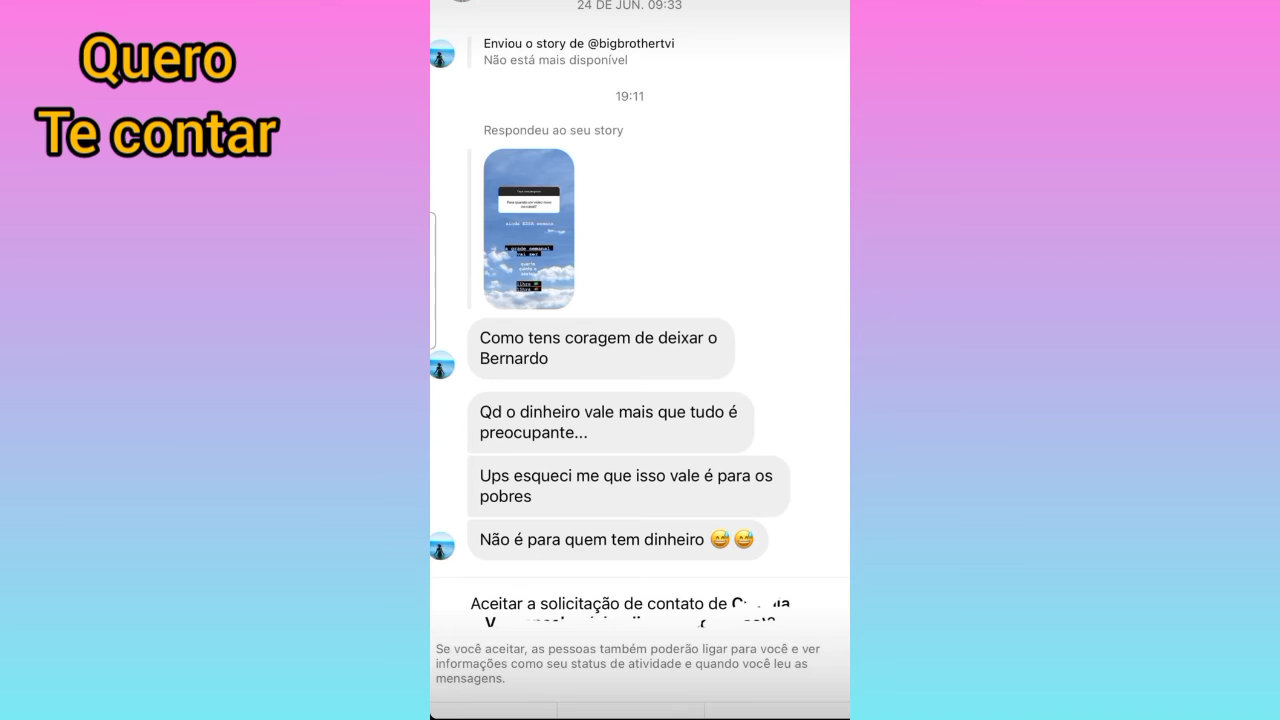 Quero
Te contar
24 DE JUN. 09:33
Enviou o story de @bigbrothertvi
Não está mais disponível
19:11
Respondeu ao seu story
a grade semanal
vai ser
Como tens coragem de deixar o
Bernardo
Qd o dinheiro vale mais que tudo é
preocupante...
Ups esqueci me que isso vale é para os
pobres
Não é para quem tem dinheiro 😅😅
Aceitar a solicitação de contato de
Se você aceitar, as pessoas também poderão ligar para você e ver
informações como seu status de atividade e quando você leu as
mensagens.